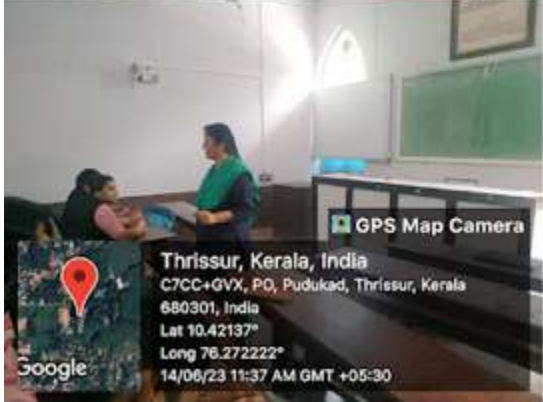 GPS Map Camera
Thrissur, Kerala, India
C7CC+GVX, PO, Pudukad, Thrissur, Kerala
680301, India
Lat 10.42137°
Long 76.272222°
14/06/23 11:37 AM GMT +05:30
Google